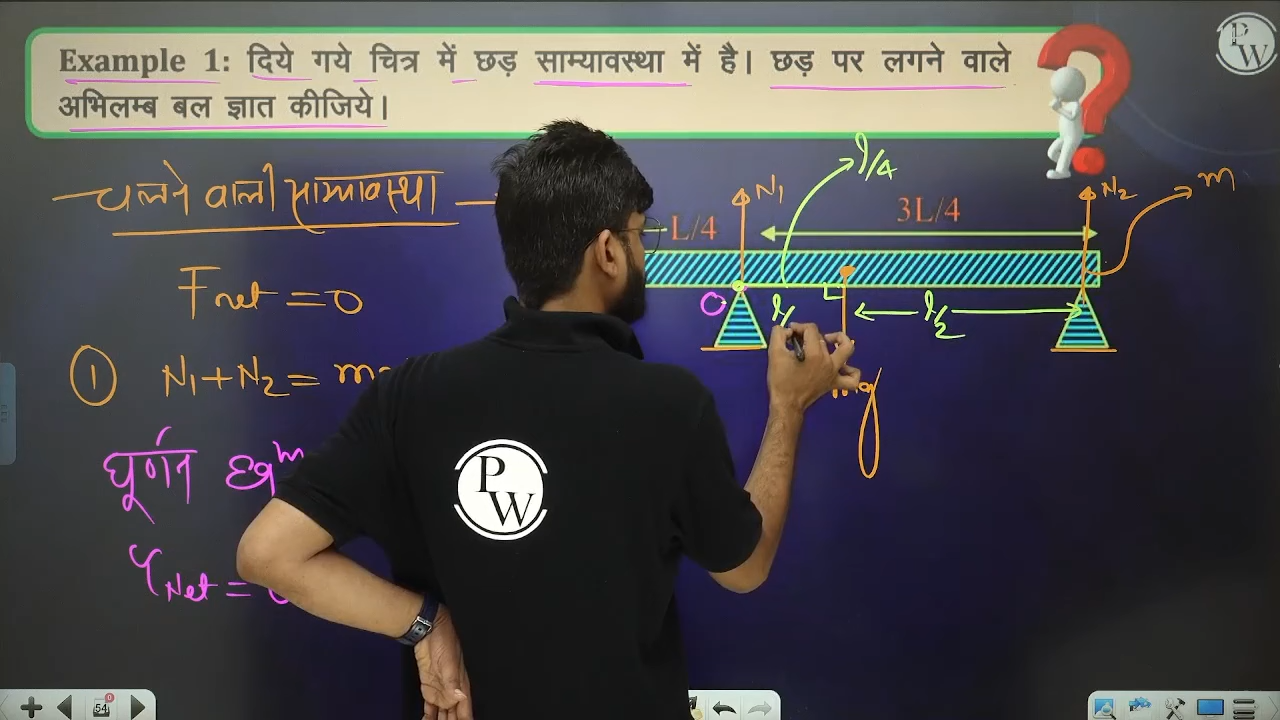 Example 1: दिये गये चित्र में छड़ साम्यावस्था में है। छड़ पर लगने वाले
अभिलम्ब बल ज्ञात कीजिये।
P
W
चलने वाली साम्यावस्था
Fnet = 0
① N₁ + N₂ = m
घूर्णन
τNet =
N₁
l/4
N₂
m
L/4
3L/4
O
l/
l/2
mg
P
W
54